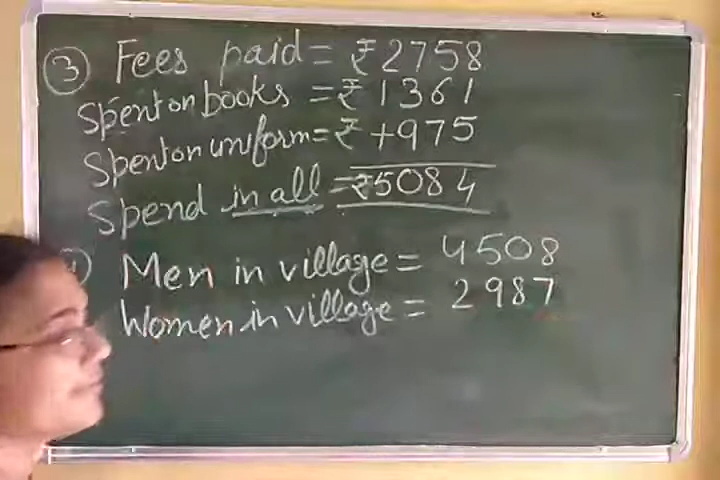 3 Fees paid = ₹2758
Spent on books = ₹ 1361
Spent on uniform = ₹ +975
Spend in all = ₹5084
Men in village = 4508
Women in village = 2987